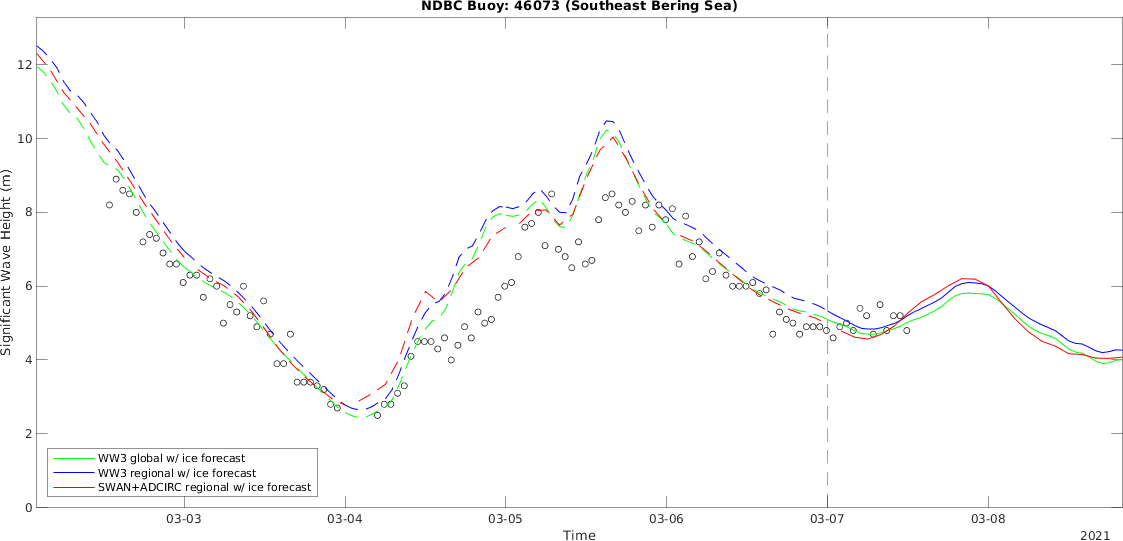 NDBC Buoy: 46073 (Southeast Bering Sea)
Significant Wave Height (m)
12
10
8
6
4
2
0
WW3 global w/ ice forecast
WW3 regional w/ ice forecast
SWAN+ADCIRC regional w/ ice forecast
03-03
03-04
03-05
03-06
03-07
03-08
Time
2021